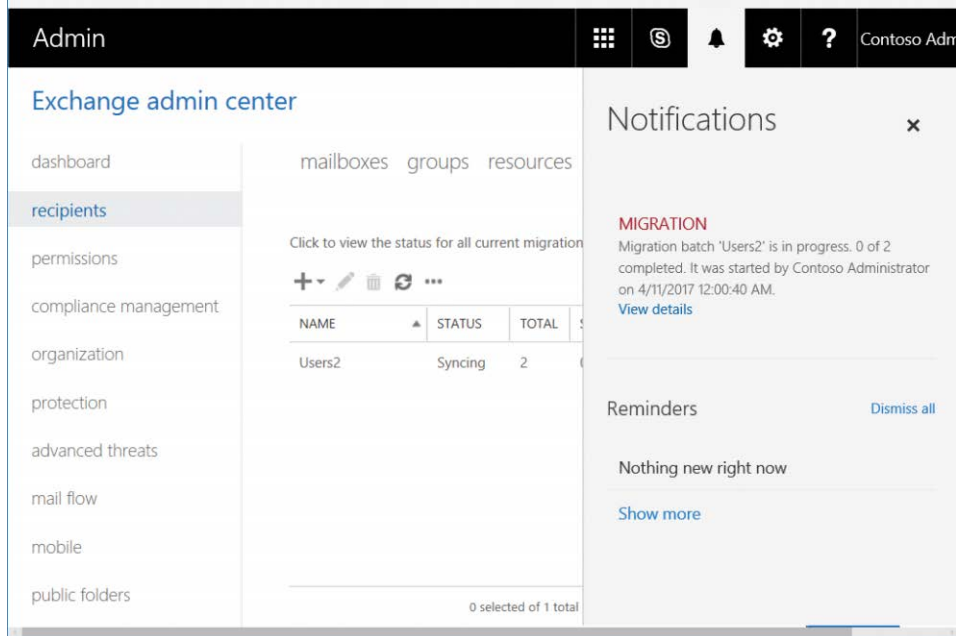 Admin
Contoso Adm
Exchange admin center
dashboard
recipients
permissions
compliance management
organization
protection
advanced threats
mail flow
mobile
public folders
mailboxes groups resources
Click to view the status for all current migration
NAME STATUS TOTAL
Users2 Syncing 2
0 selected of 1 total
Notifications
MIGRATION
Migration batch 'Users2' is in progress. 0 of 2
completed. It was started by Contoso Administrator
on 4/11/2017 12:00:40 AM.
View details
Reminders Dismiss all
Nothing new right now
Show more